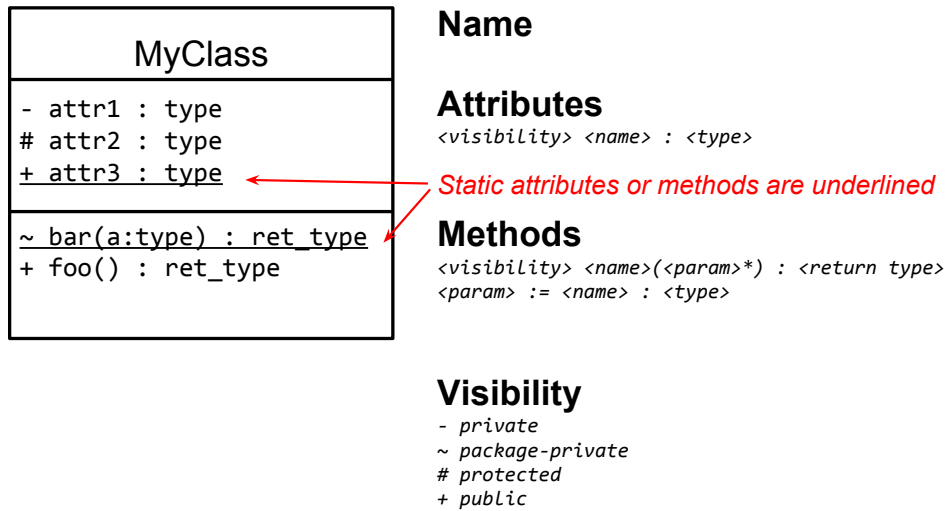 MyClass
- attr1 : type
# attr2 : type
+ attr3 : type
~ bar(a:type) : ret_type
+ foo() : ret_type
Name
Attributes
<visibility> <name> : <type>
Static attributes or methods are underlined
Methods
<visibility> <name>(<param>*) : <return type>
<param> := <name> : <type>
Visibility
- private
~ package-private
# protected
+ public